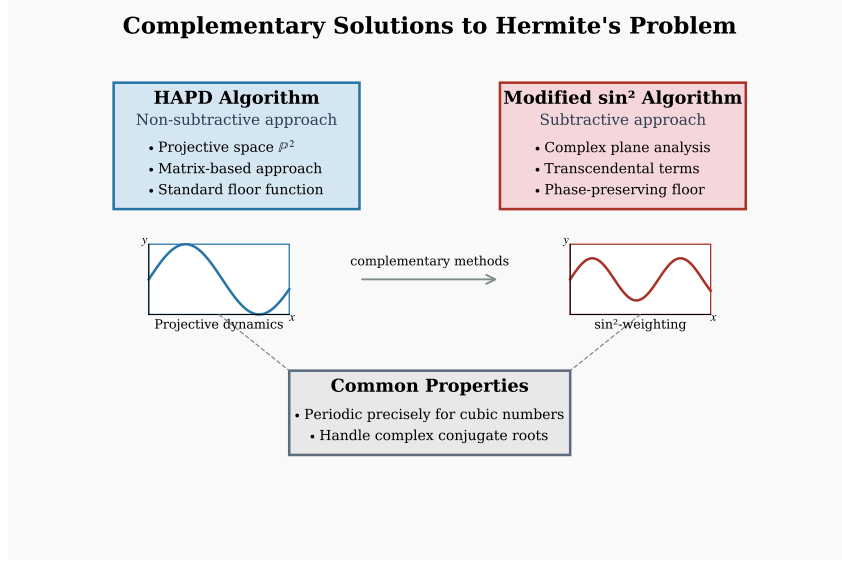 Complementary Solutions to Hermite's Problem
HAPD Algorithm
Non-subtractive approach
• Projective space ℙ²
• Matrix-based approach
• Standard floor function
Modified sin² Algorithm
Subtractive approach
• Complex plane analysis
• Transcendental terms
• Phase-preserving floor
y
x
Projective dynamics
complementary methods
y
x
sin²-weighting
Common Properties
• Periodic precisely for cubic numbers
• Handle complex conjugate roots